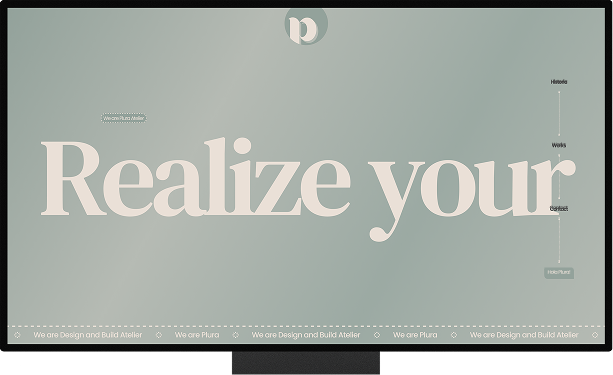 p
We are Plura Atelier
Historia
Works
Realize your
Contact
Hola Plura!
We are Design and Build Atelier We are Plura We are Design and Build Atelier We are Plura We are Design and Build Atelier